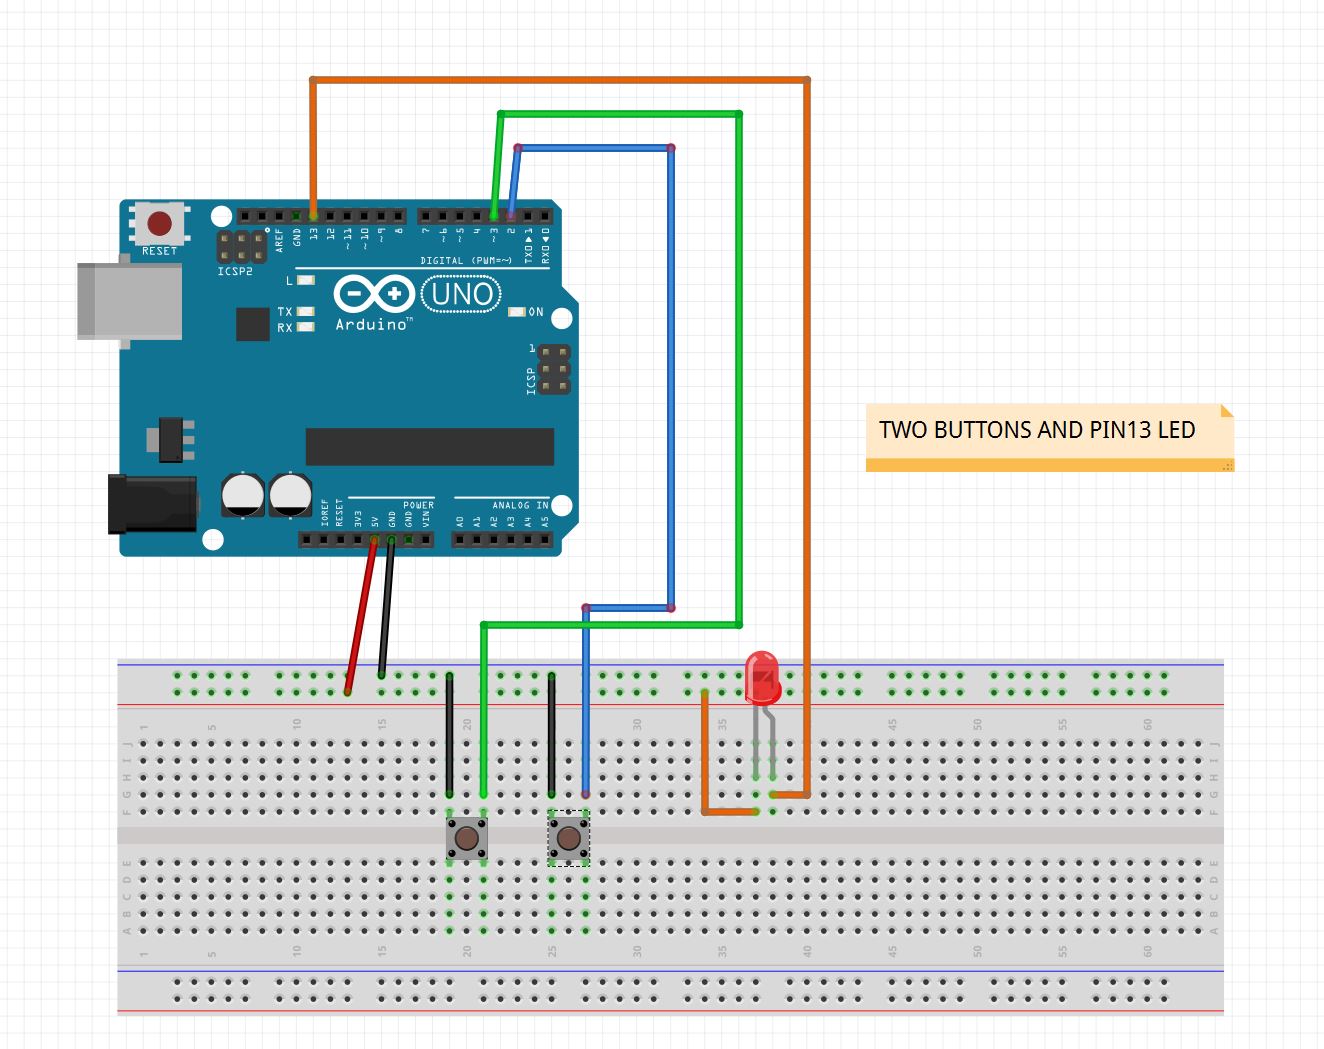 RESET
ICSP2
AREF
GND
13
12
~11
~10
~9
8
7
~6
~5
4
~3
2
TX0▶1
RX0◀0
DIGITAL (PWM=~)
L
TX
RX
Arduino™
UNO
ON
1
ICSP
TWO BUTTONS AND PIN13 LED
POWER
ANALOG IN
IOREF
RESET
3V3
5V
GND
GND
VIN
A0
A1
A2
A3
A4
A5
1 5 10 15 20 25 30 35 40 45 50 55 60
J J
I I
H H
G G
F F
E E
D D
C C
B B
A A
1 5 10 15 20 25 30 35 40 45 50 55 60